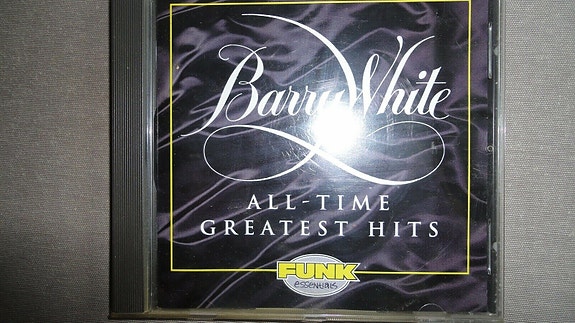 Barry White
ALL-TIME
GREATEST HITS
FUNK
essentials